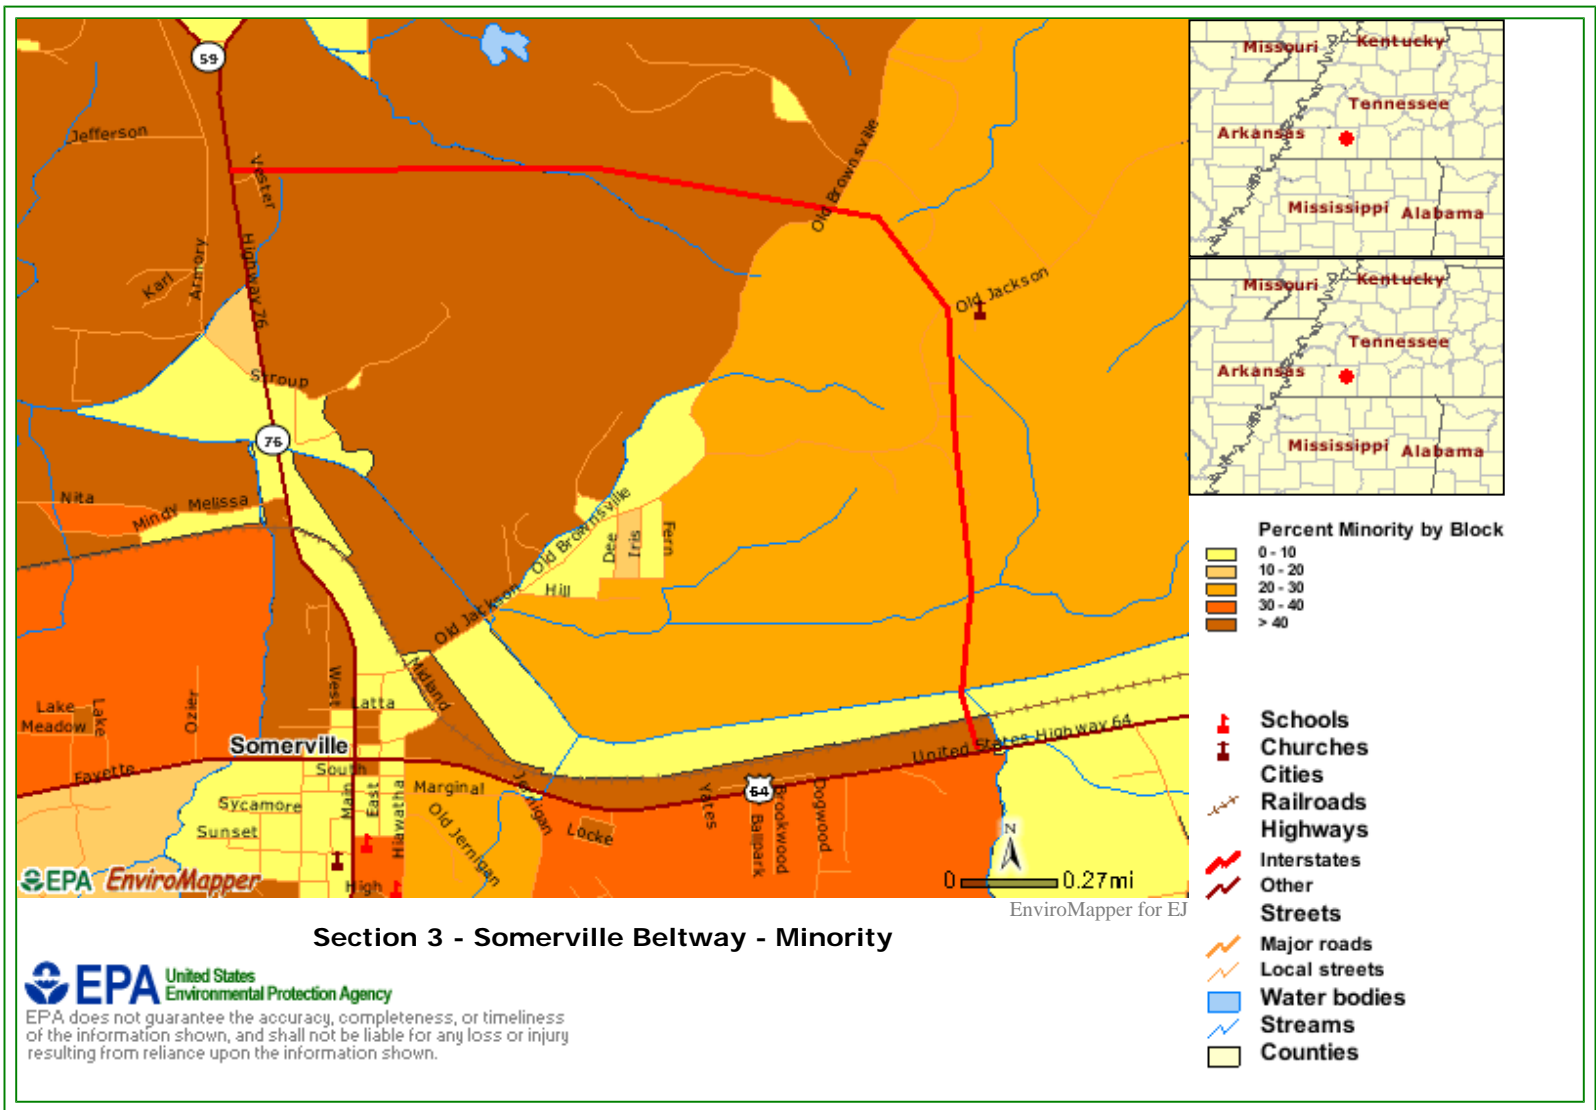 59
Jefferson
Vester
Old Brownsville
Highway 76
Armory
Karl
Old Jackson
Stroup
76
Nita
Mindy
Melissa
Old Brownsville
Dee
Iris
Fern
Hill
Old Jackson
Midland
West
Latta
Lake
Meadow
Lake
Ozier
Somerville
Fayette
South
Main
East
Hiawatha
Marginal
Old Jernigan
Jernigan
Sycamore
Sunset
High
Locke
Yates
64
Ballpark
Brookwood
Dogwood
United States Highway 64
N
0 0.27mi
EPA EnviroMapper
EnviroMapper for EJ
Missouri
Kentucky
Tennessee
Arkansas
Mississippi
Alabama
Missouri
Kentucky
Tennessee
Arkansas
Mississippi
Alabama
Percent Minority by Block
0 - 10
10 - 20
20 - 30
30 - 40
> 40
Schools
Churches
Cities
Railroads
Highways
Interstates
Other
Streets
Major roads
Local streets
Water bodies
Streams
Counties
Section 3 - Somerville Beltway - Minority
EPA United States
Environmental Protection Agency
EPA does not guarantee the accuracy, completeness, or timeliness
of the information shown, and shall not be liable for any loss or injury
resulting from reliance upon the information shown.